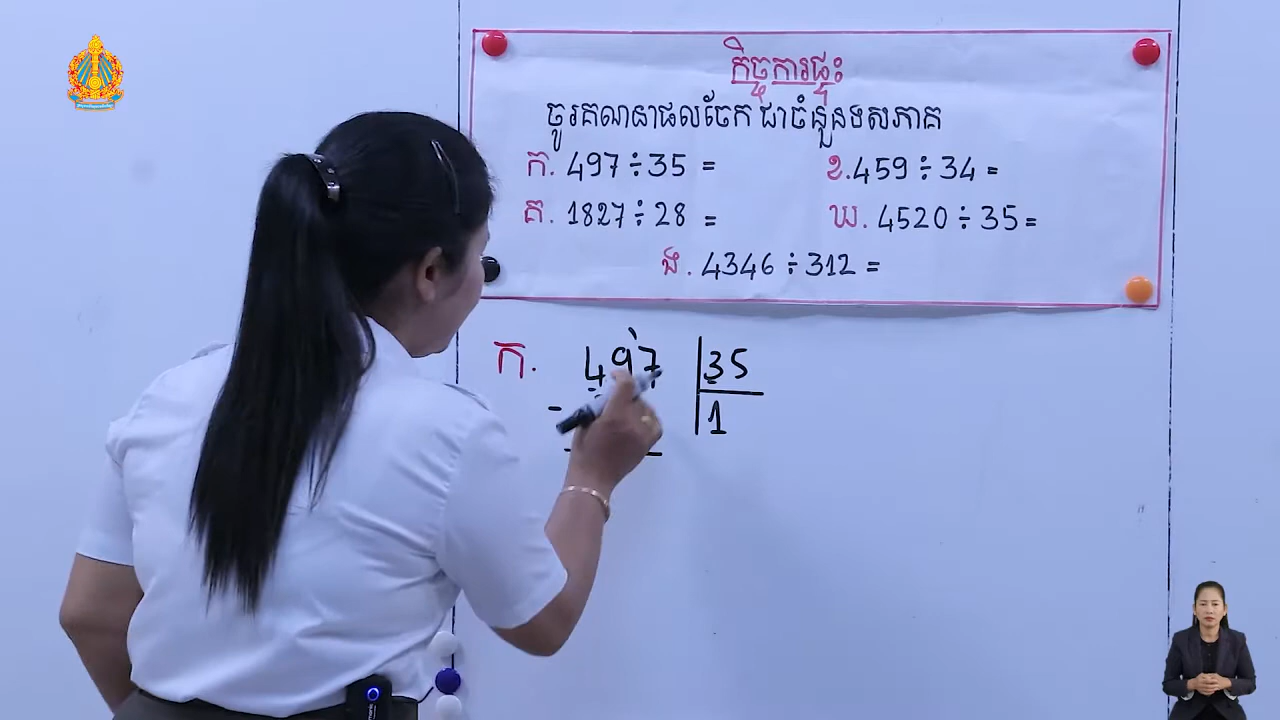 កិច្ចការផ្ទះ
ចូរគណនាផលចែក ជាចំនួនទសភាគ
ក. 497 ÷ 35 =
ខ. 459 ÷ 34 =
គ. 1827 ÷ 28 =
ឃ. 4520 ÷ 35 =
ង. 4346 ÷ 312 =
ក. 497 35
- 1